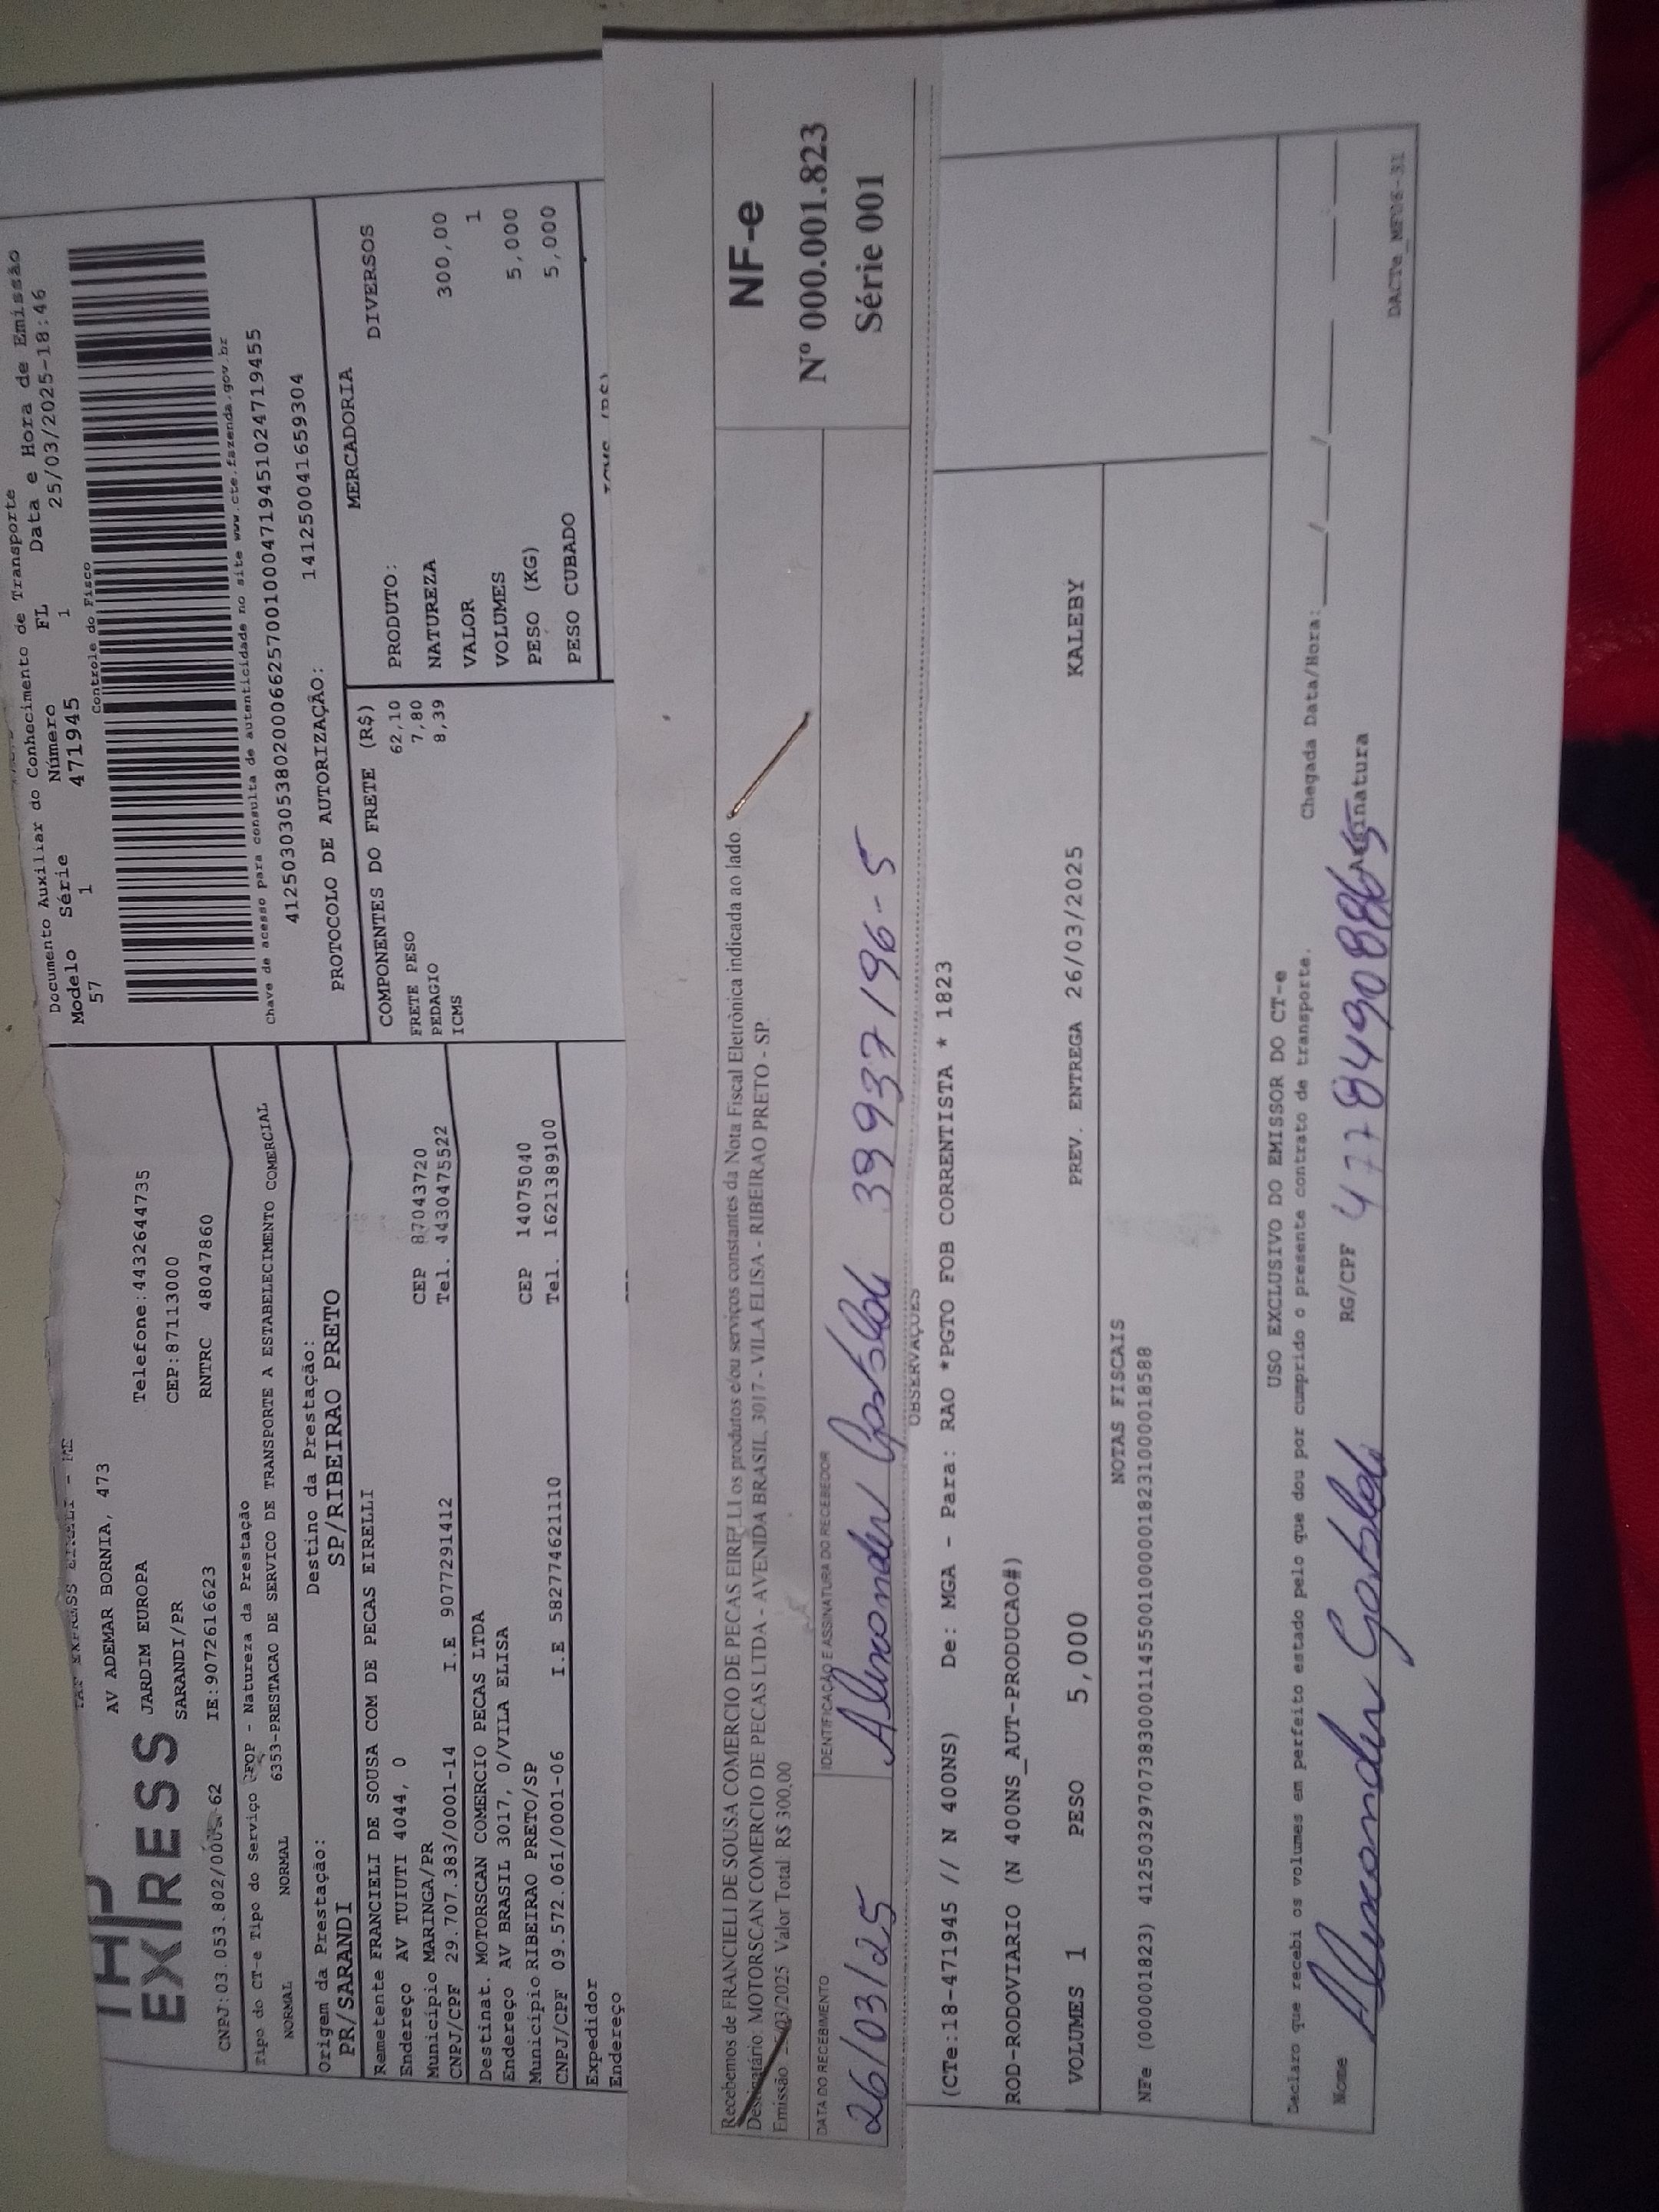 EXPRESS
AV ADEMAR BORNIA, 473
JARDIM EUROPA
Telefone:4432644735
SARANDI/PR
CEP:87113000
IE:9072616623
RNTRC 48047860
Documento Auxiliar do Conhecimento de Transporte
Modelo Série Número FL Data e Hora de Emissão
57 1 471945 1 25/03/2025-18:46
Controle do Fisco
Chave de acesso para consulta de autenticidade no site www.cte.fazenda.gov.br
41250303053802000662570010004719451024719455
PROTOCOLO DE AUTORIZAÇÃO: 141250041659304
Tipo do CT-e Tipo do Serviço CFOP - Natureza da Prestação
NORMAL NORMAL 6353-PRESTACAO DE SERVICO DE TRANSPORTE A ESTABELECIMENTO COMERCIAL
Origem da Prestação: Destino da Prestação:
PR/SARANDI SP/RIBEIRAO PRETO
Remetente FRANCIELI DE SOUSA COM DE PECAS EIRELLI
Endereço AV TUIUTI 4044, 0
Município MARINGA/PR CEP 87043720
CNPJ/CPF 29.707.383/0001-14 I.E 9077291412 Tel. 4430475522
Destinat. MOTORSCAN COMERCIO PECAS LTDA
Endereço AV BRASIL 3017, 0/VILA ELISA
Município RIBEIRAO PRETO/SP CEP 14075040
CNPJ/CPF 09.572.061/0001-06 I.E 582774621110 Tel. 1621389100
Expedidor
Endereço
COMPONENTES DO FRETE (R$)
FRETE PESO 62,10
PEDAGIO 7,80
ICMS 8,39
MERCADORIA
PRODUTO: DIVERSOS
NATUREZA
VALOR 300,00
VOLUMES 1
PESO (KG) 5,000
PESO CUBADO 5,000
Recebemos de FRANCIELI DE SOUSA COMERCIO DE PECAS EIRELLI os produtos e/ou serviços constantes da Nota Fiscal Eletrônica indicada ao lado
Destinatário: MOTORSCAN COMERCIO DE PECAS LTDA - AVENIDA BRASIL, 3017 - VILA ELISA - RIBEIRAO PRETO - SP.
Emissão 03/2025 Valor Total: R$ 300,00
DATA DO RECEBIMENTO
26/03/25
IDENTIFICAÇÃO E ASSINATURA DO RECEBEDOR
39937196-5
NF-e
Nº 000.001.823
Série 001
OBSERVAÇÕES
(CTe:18-471945 // N 400NS) De: MGA - Para: RAO *PGTO FOB CORRENTISTA * 1823
ROD-RODOVIARIO (N 400NS_AUT-PRODUCAO#)
VOLUMES 1 PESO 5,000 PREV. ENTREGA 26/03/2025 KALEBY
NOTAS FISCAIS
NFe (000001823) 41250329707383000114550010000018231000018588
USO EXCLUSIVO DO EMISSOR DO CT-e
Declaro que recebi os volumes em perfeito estado pelo que dou por cumprido o presente contrato de transporte.
Chegada Data/Hora: / /
Nome RG/CPF Assinatura
DACTe_MF06-31